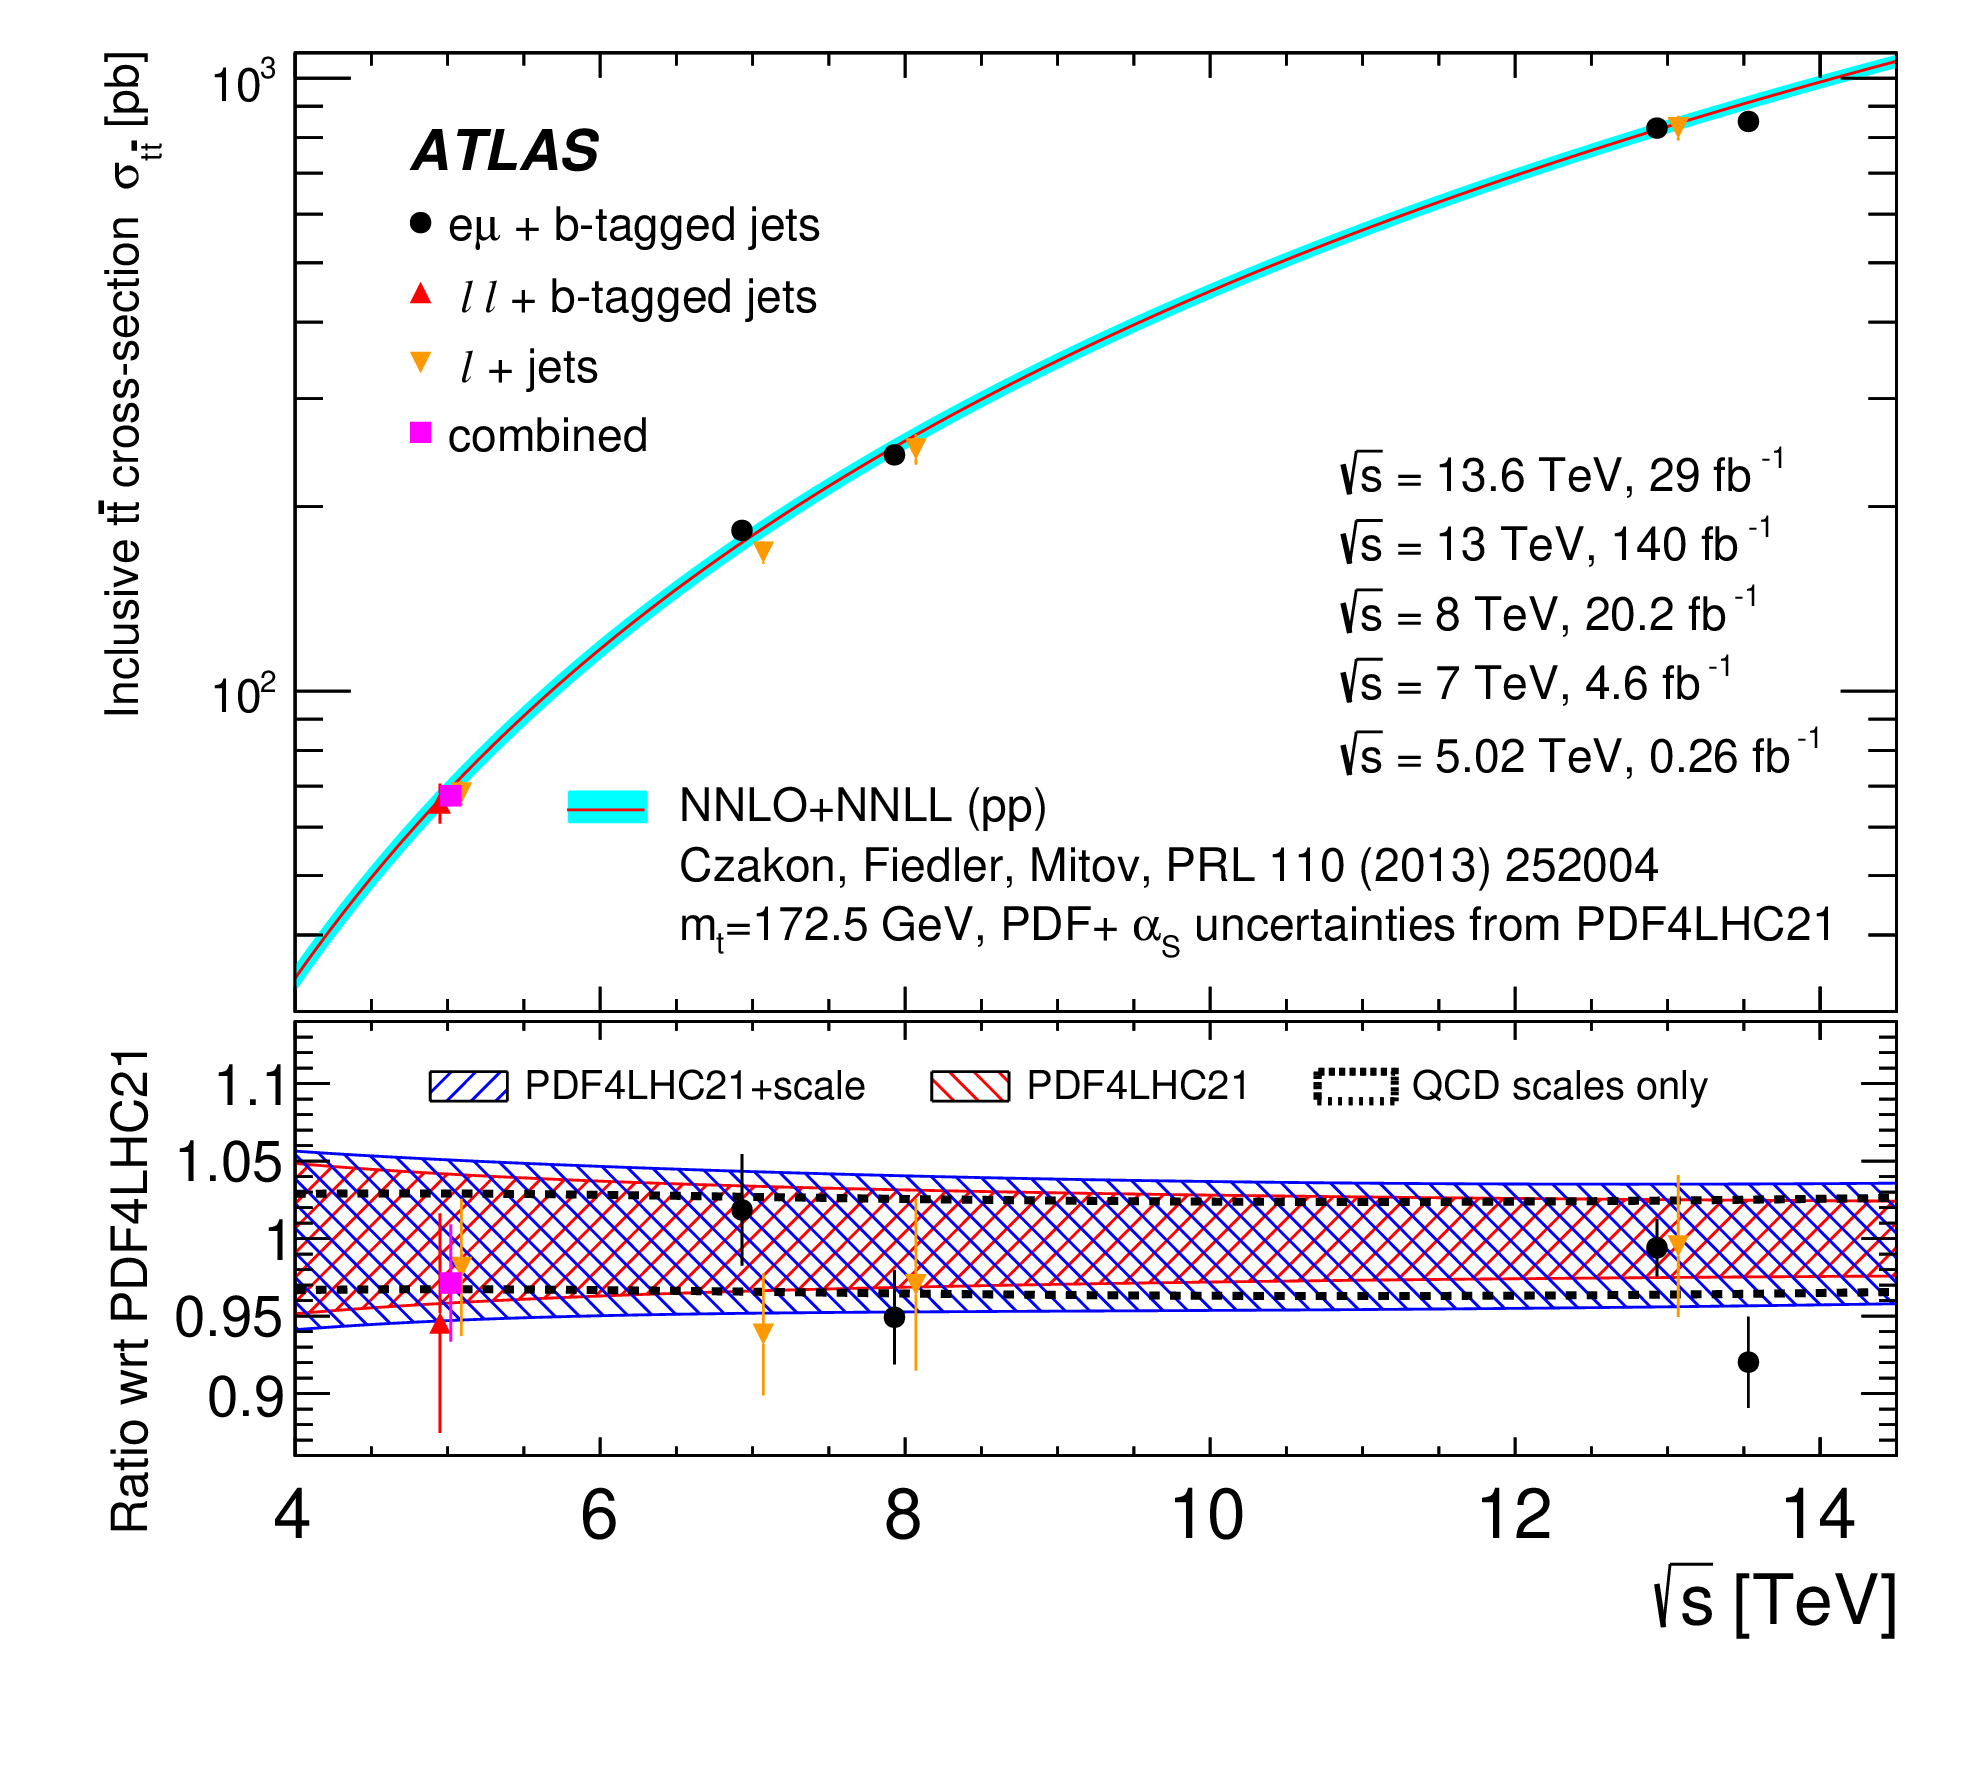 Inclusive tt̄ cross-section σ_tt̄ [pb]
10³
10²
ATLAS
eμ + b-tagged jets
l l + b-tagged jets
l + jets
combined
√s = 13.6 TeV, 29 fb⁻¹
√s = 13 TeV, 140 fb⁻¹
√s = 8 TeV, 20.2 fb⁻¹
√s = 7 TeV, 4.6 fb⁻¹
√s = 5.02 TeV, 0.26 fb⁻¹
NNLO+NNLL (pp)
Czakon, Fiedler, Mitov, PRL 110 (2013) 252004
m_t=172.5 GeV, PDF+ α_S uncertainties from PDF4LHC21
Ratio wrt PDF4LHC21
1.1
1.05
1
0.95
0.9
PDF4LHC21+scale PDF4LHC21 QCD scales only
4 6 8 10 12 14
√s [TeV]